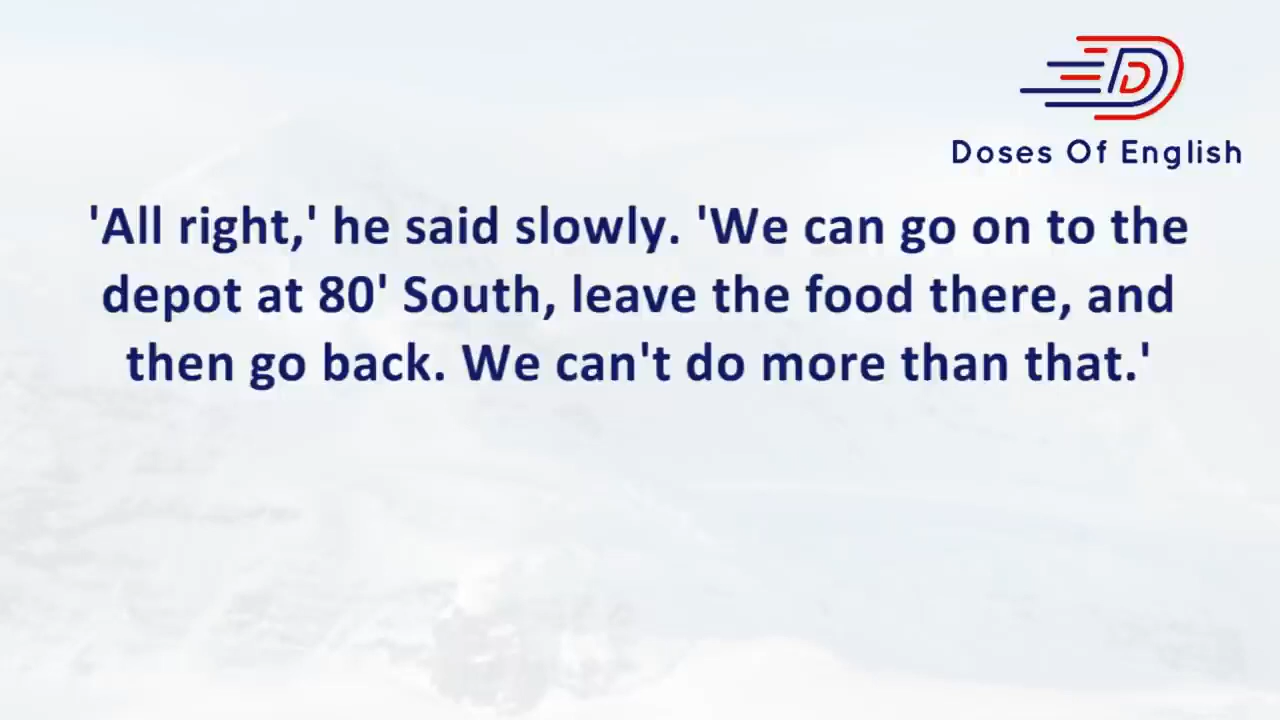 Doses Of English
'All right,' he said slowly. 'We can go on to the
depot at 80' South, leave the food there, and
then go back. We can't do more than that.'